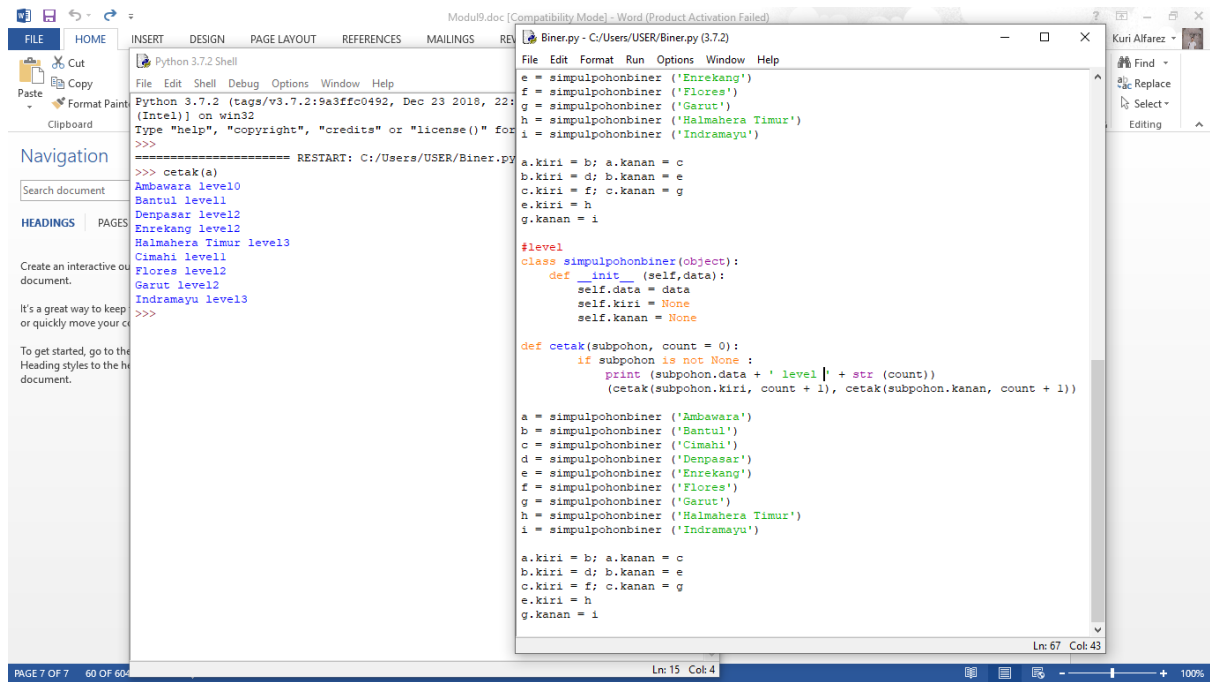 Modul9.doc [Compatibility Mode] - Word (Product Activation Failed)
FILE HOME INSERT DESIGN PAGE LAYOUT REFERENCES MAILINGS REV
Kuri Alfarez
Paste
Cut
Copy
Format Paint
Clipboard
Find
Replace
Select
Editing
Navigation
Search document
HEADINGS PAGES
Create an interactive ou
document.
It's a great way to keep
or quickly move your co
To get started, go to the
Heading styles to the he
document.
PAGE 7 OF 7 60 OF 604
100%
Python 3.7.2 Shell
File Edit Shell Debug Options Window Help
Python 3.7.2 (tags/v3.7.2:9a3ffc0492, Dec 23 2018, 22:
(Intel)] on win32
Type "help", "copyright", "credits" or "license()" for
>>>
====================== RESTART: C:/Users/USER/Biner.py
>>> cetak(a)
Ambawara level0
Bantul level1
Denpasar level2
Enrekang level2
Halmahera Timur level3
Cimahi level1
Flores level2
Garut level2
Indramayu level3
>>>
Ln: 15 Col: 4
Biner.py - C:/Users/USER/Biner.py (3.7.2)
File Edit Format Run Options Window Help
e = simpulpohonbiner ('Enrekang')
f = simpulpohonbiner ('Flores')
g = simpulpohonbiner ('Garut')
h = simpulpohonbiner ('Halmahera Timur')
i = simpulpohonbiner ('Indramayu')
a.kiri = b; a.kanan = c
b.kiri = d; b.kanan = e
c.kiri = f; c.kanan = g
e.kiri = h
g.kanan = i
#level
class simpulpohonbiner(object):
def __init__ (self,data):
self.data = data
self.kiri = None
self.kanan = None
def cetak(subpohon, count = 0):
if subpohon is not None :
print (subpohon.data + ' level ' + str (count))
(cetak(subpohon.kiri, count + 1), cetak(subpohon.kanan, count + 1))
a = simpulpohonbiner ('Ambawara')
b = simpulpohonbiner ('Bantul')
c = simpulpohonbiner ('Cimahi')
d = simpulpohonbiner ('Denpasar')
e = simpulpohonbiner ('Enrekang')
f = simpulpohonbiner ('Flores')
g = simpulpohonbiner ('Garut')
h = simpulpohonbiner ('Halmahera Timur')
i = simpulpohonbiner ('Indramayu')
a.kiri = b; a.kanan = c
b.kiri = d; b.kanan = e
c.kiri = f; c.kanan = g
e.kiri = h
g.kanan = i
Ln: 67 Col: 43